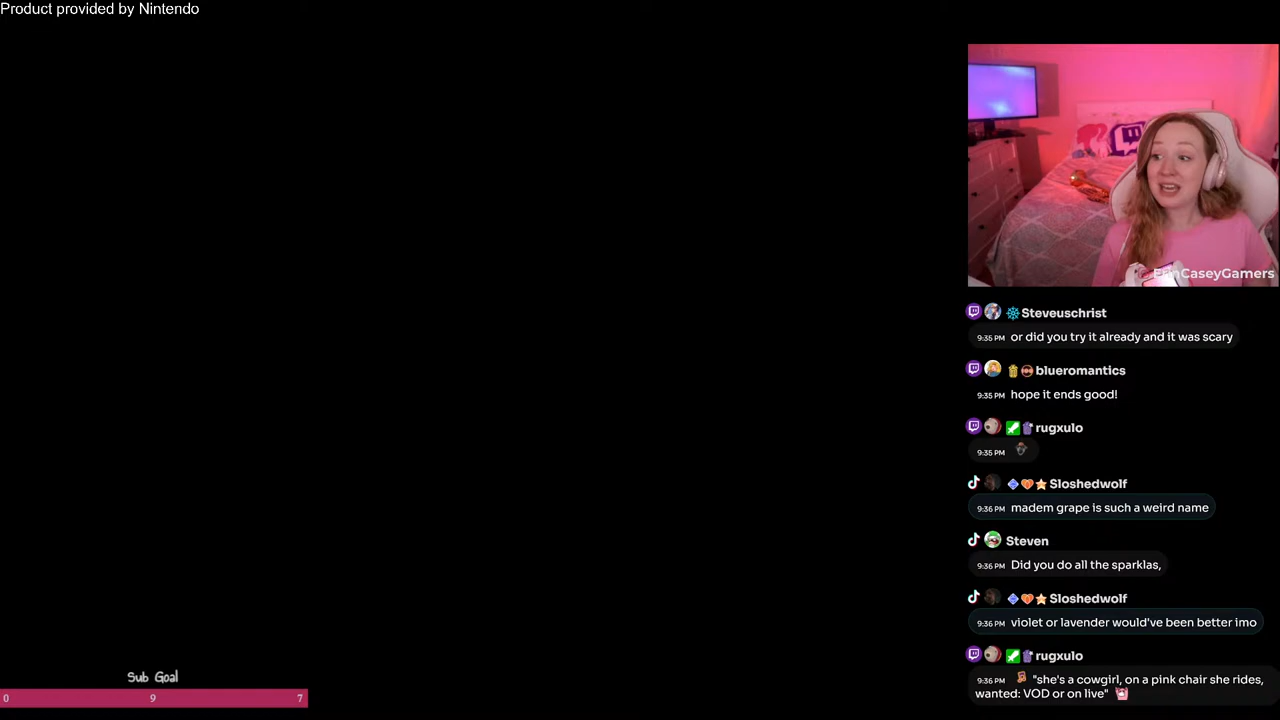 Product provided by Nintendo
ErinCaseyGamers
Steveuschrist
9:35 PM or did you try it already and it was scary
blueromantics
9:35 PM hope it ends good!
rugxulo
9:35 PM
Sloshedwolf
9:36 PM madem grape is such a weird name
Steven
9:36 PM Did you do all the sparklas,
Sloshedwolf
9:36 PM violet or lavender would've been better imo
rugxulo
9:36 PM "she's a cowgirl, on a pink chair she rides,
wanted: VOD or on live"
Sub Goal
0 9 7